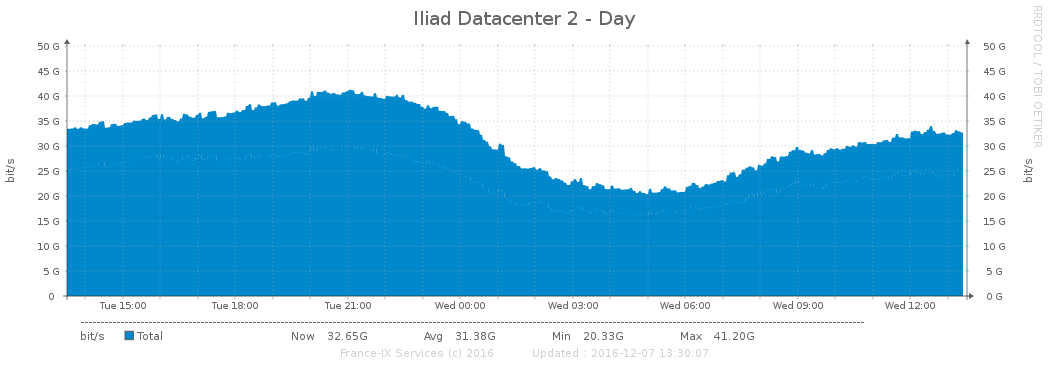 Iliad Datacenter 2 - Day
RRDTOOL / TOBI OETIKER
50 G 50 G
45 G 45 G
40 G 40 G
35 G 35 G
30 G 30 G
25 G 25 G
20 G 20 G
15 G 15 G
10 G 10 G
5 G 5 G
0 0 G
bit/s bit/s
Tue 15:00 Tue 18:00 Tue 21:00 Wed 00:00 Wed 03:00 Wed 06:00 Wed 09:00 Wed 12:00
bit/s Total Now 32.65G Avg 31.38G Min 20.33G Max 41.20G
France-IX Services (c) 2016 Updated : 2016-12-07 13:30:07